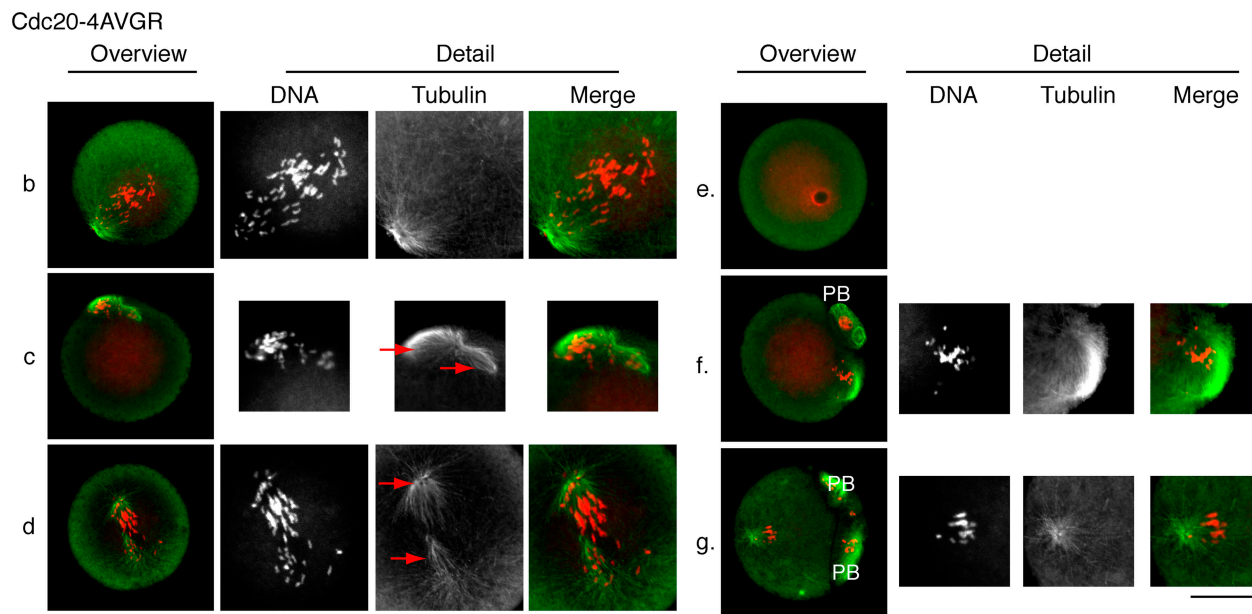 Cdc20-4AVGR
Overview Detail Overview Detail
DNA Tubulin Merge DNA Tubulin Merge
b e.
PB
c f.
d PB g.
PB